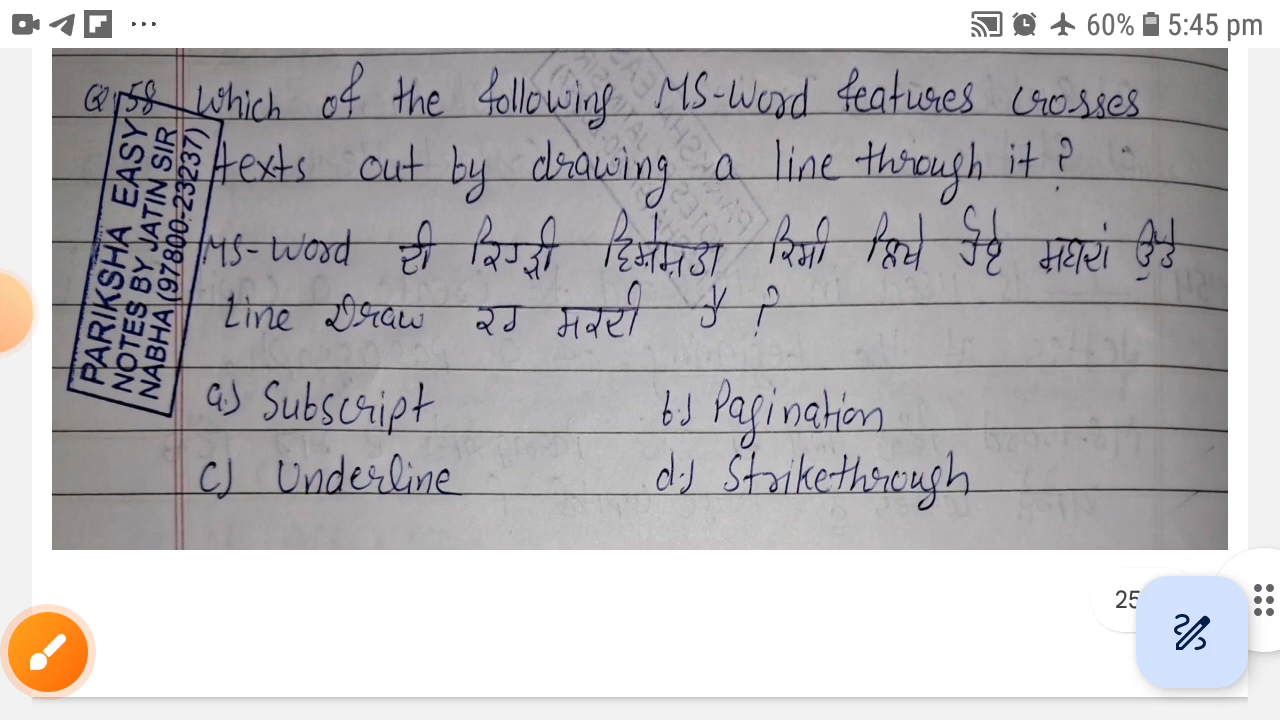 60% 5:45 pm
Q.58 Which of the following MS-Word features crosses
texts out by drawing a line through it ?
MS-Word ਦੀ ਕਿਹੜੀ ਵਿਸ਼ੇਸ਼ਤਾ ਕਿਸੀ ਲਿਖੇ ਹੋਏ ਸ਼ਬਦਾਂ ਉੱਤੇ
Line Draw ਕਰ ਸਕਦੀ ਹੈ ?
a.) Subscript b.) Pagination
c) Underline d.) Strikethrough
PARIKSHA EASY
NOTES BY JATIN SIR
NABHA (97800-23237)
25